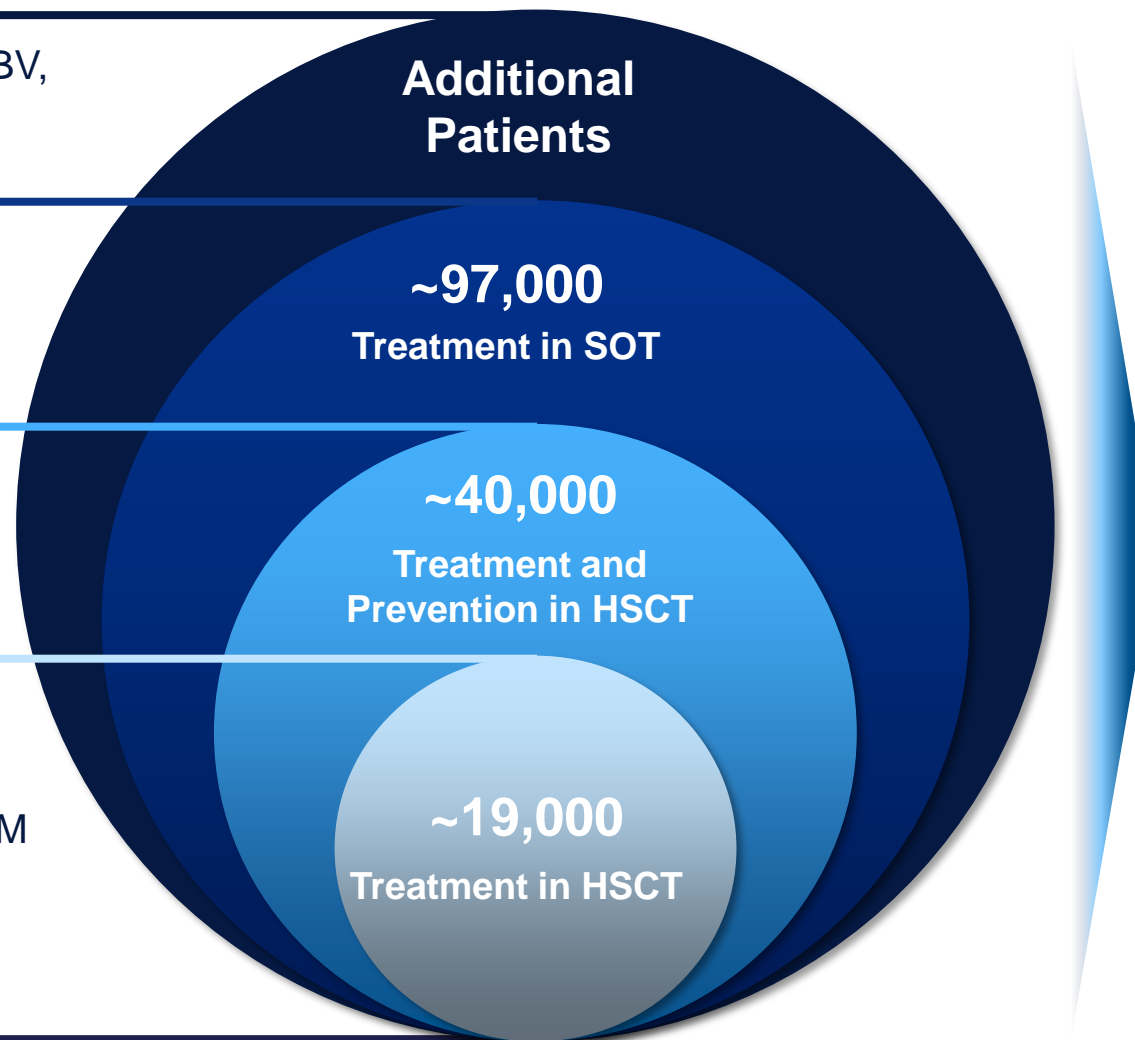 BV,
Additional
Patients
~97,000
Treatment in SOT
~40,000
Treatment and
Prevention in HSCT
~19,000
M
Treatment in HSCT